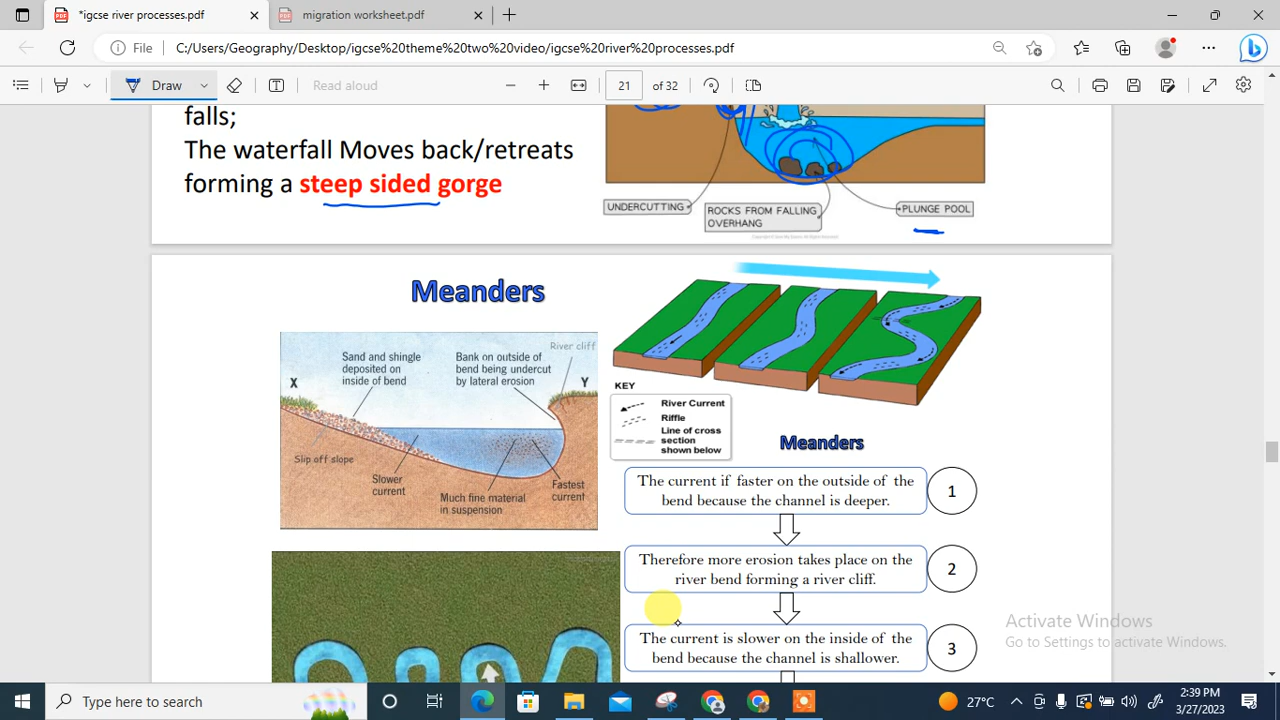 *igcse river processes.pdf
migration worksheet.pdf
File
C:/Users/Geography/Desktop/igcse%20theme%20two%20video/igcse%20river%20processes.pdf
Draw
Read aloud
21
of 32
falls;
The waterfall Moves back/retreats
forming a steep sided gorge
UNDERCUTTING
ROCKS FROM FALLING
OVERHANG
PLUNGE POOL
Meanders
River cliff
Sand and shingle
deposited on
inside of bend
Bank on outside of
bend being undercut
by lateral erosion
X
Y
Slip off slope
Slower
current
Much fine material
in suspension
Fastest
current
KEY
River Current
Riffle
Line of cross
section
shown below
Meanders
The current if faster on the outside of the
bend because the channel is deeper.
1
Therefore more erosion takes place on the
river bend forming a river cliff.
2
The current is slower on the inside of the
bend because the channel is shallower.
3
Activate Windows
Go to Settings to activate Windows.
Type here to search
27°C
2:39 PM
3/27/2023